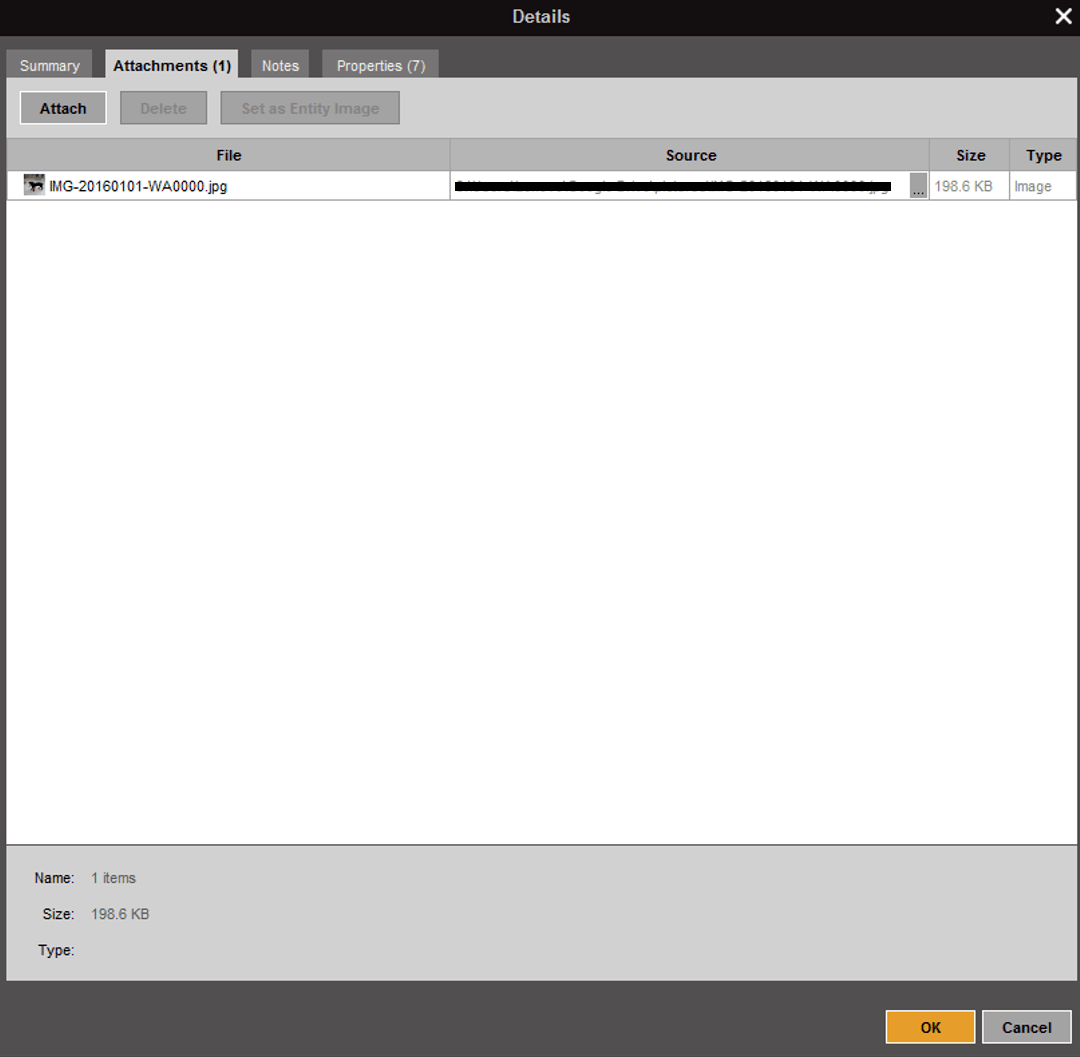 Details
Summary Attachments (1) Notes Properties (7)
Attach Delete Set as Entity Image
File Source Size Type
IMG-20160101-WA0000.jpg ... 198.6 KB Image
Name: 1 items
Size: 198.6 KB
Type:
OK Cancel